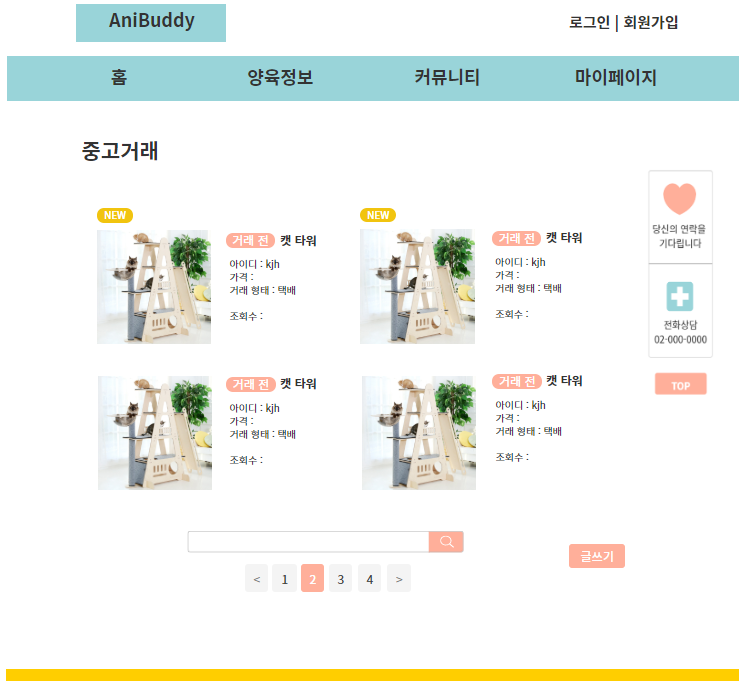 AniBuddy
로그인 | 회원가입
홈 양육정보 커뮤니티 마이페이지
중고거래
NEW
거래 전 캣 타워
아이디 : kjh
가격 :
거래 형태 : 택배
조회수 :
NEW
거래 전 캣 타워
아이디 : kjh
가격 :
거래 형태 : 택배
조회수 :
거래 전 캣 타워
아이디 : kjh
가격 :
거래 형태 : 택배
조회수 :
거래 전 캣 타워
아이디 : kjh
가격 :
거래 형태 : 택배
조회수 :
당신의 연락을
기다립니다
전화상담
02-000-0000
TOP
글쓰기
< 1 2 3 4 >